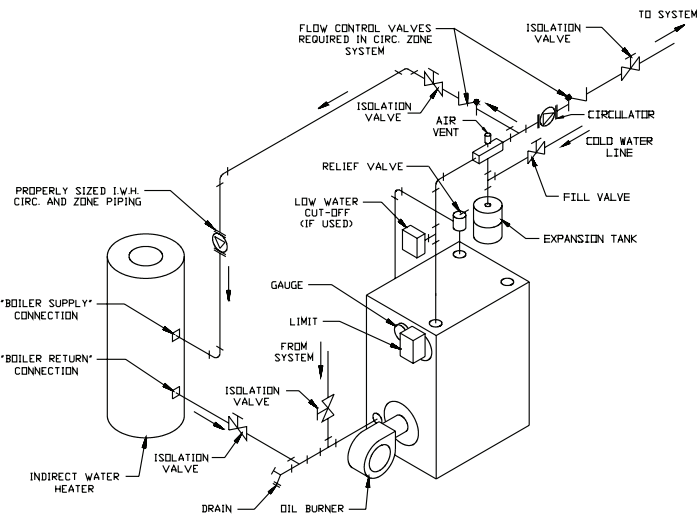 TO SYSTEM
FLOW CONTROL VALVES
REQUIRED IN CIRC. ZONE
SYSTEM
ISOLATION
VALVE
ISOLATION
VALVE
CIRCULATOR
AIR
VENT
COLD WATER
LINE
RELIEF VALVE
PROPERLY SIZED I.W.H.
CIRC. AND ZONE PIPING
LOW WATER
CUT-OFF
(IF USED)
FILL VALVE
EXPANSION TANK
GAUGE
"BOILER SUPPLY"
CONNECTION
LIMIT
FROM
SYSTEM
"BOILER RETURN"
CONNECTION
ISOLATION
VALVE
ISOLATION
VALVE
INDIRECT WATER
HEATER
DRAIN
OIL BURNER